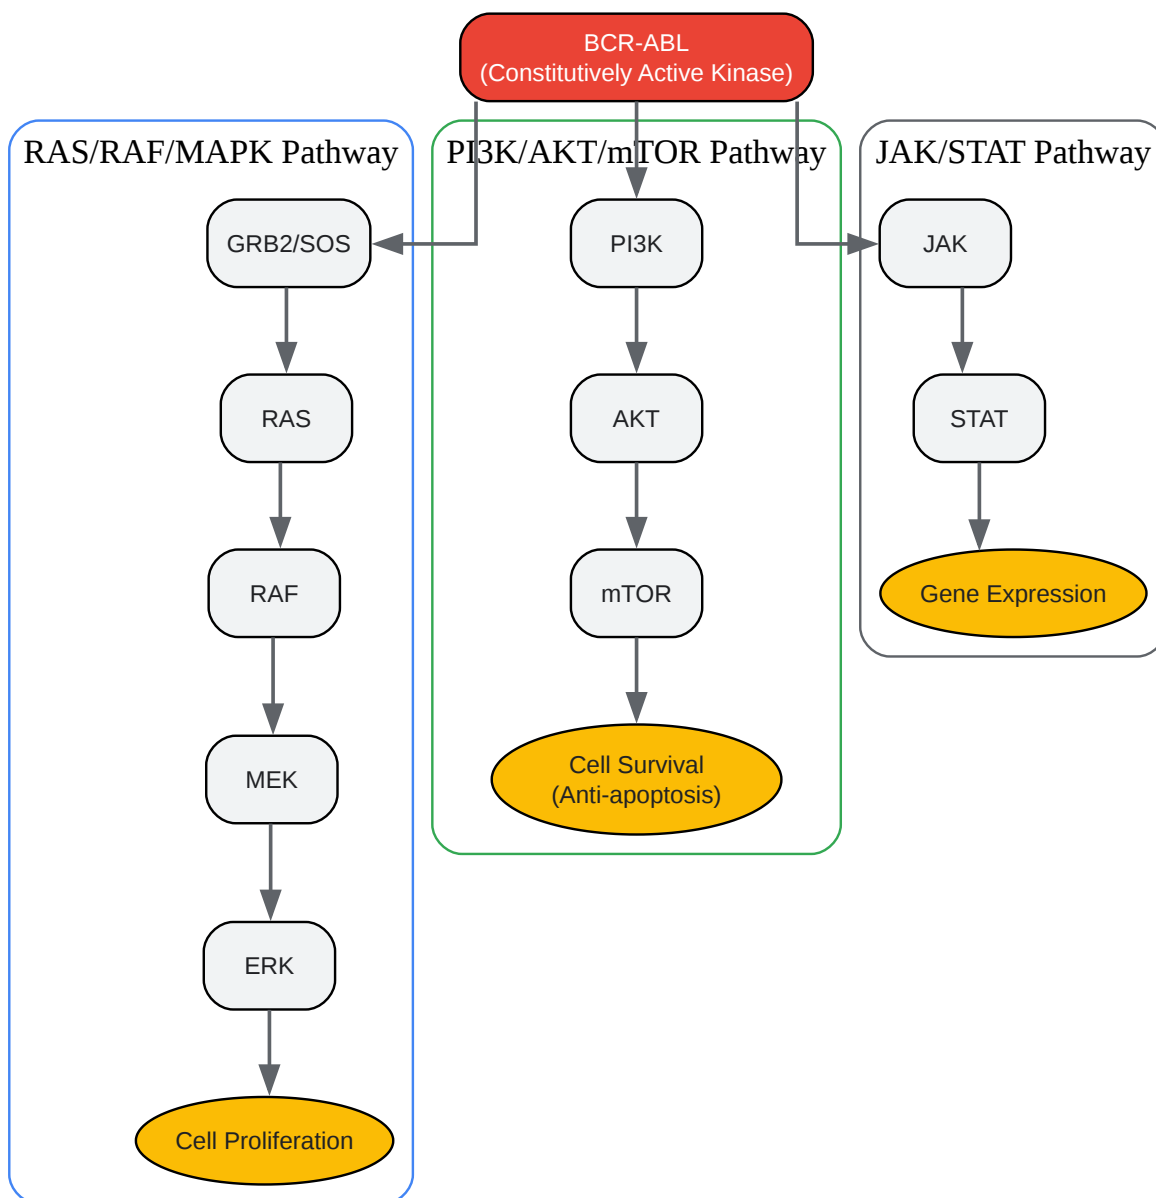 BCR-ABL
(Constitutively Active Kinase)
RAS/RAF/MAPK Pathway
GRB2/SOS
RAS
RAF
MEK
ERK
Cell Proliferation
PI3K/AKT/mTOR Pathway
PI3K
AKT
mTOR
Cell Survival
(Anti-apoptosis)
JAK/STAT Pathway
JAK
STAT
Gene Expression